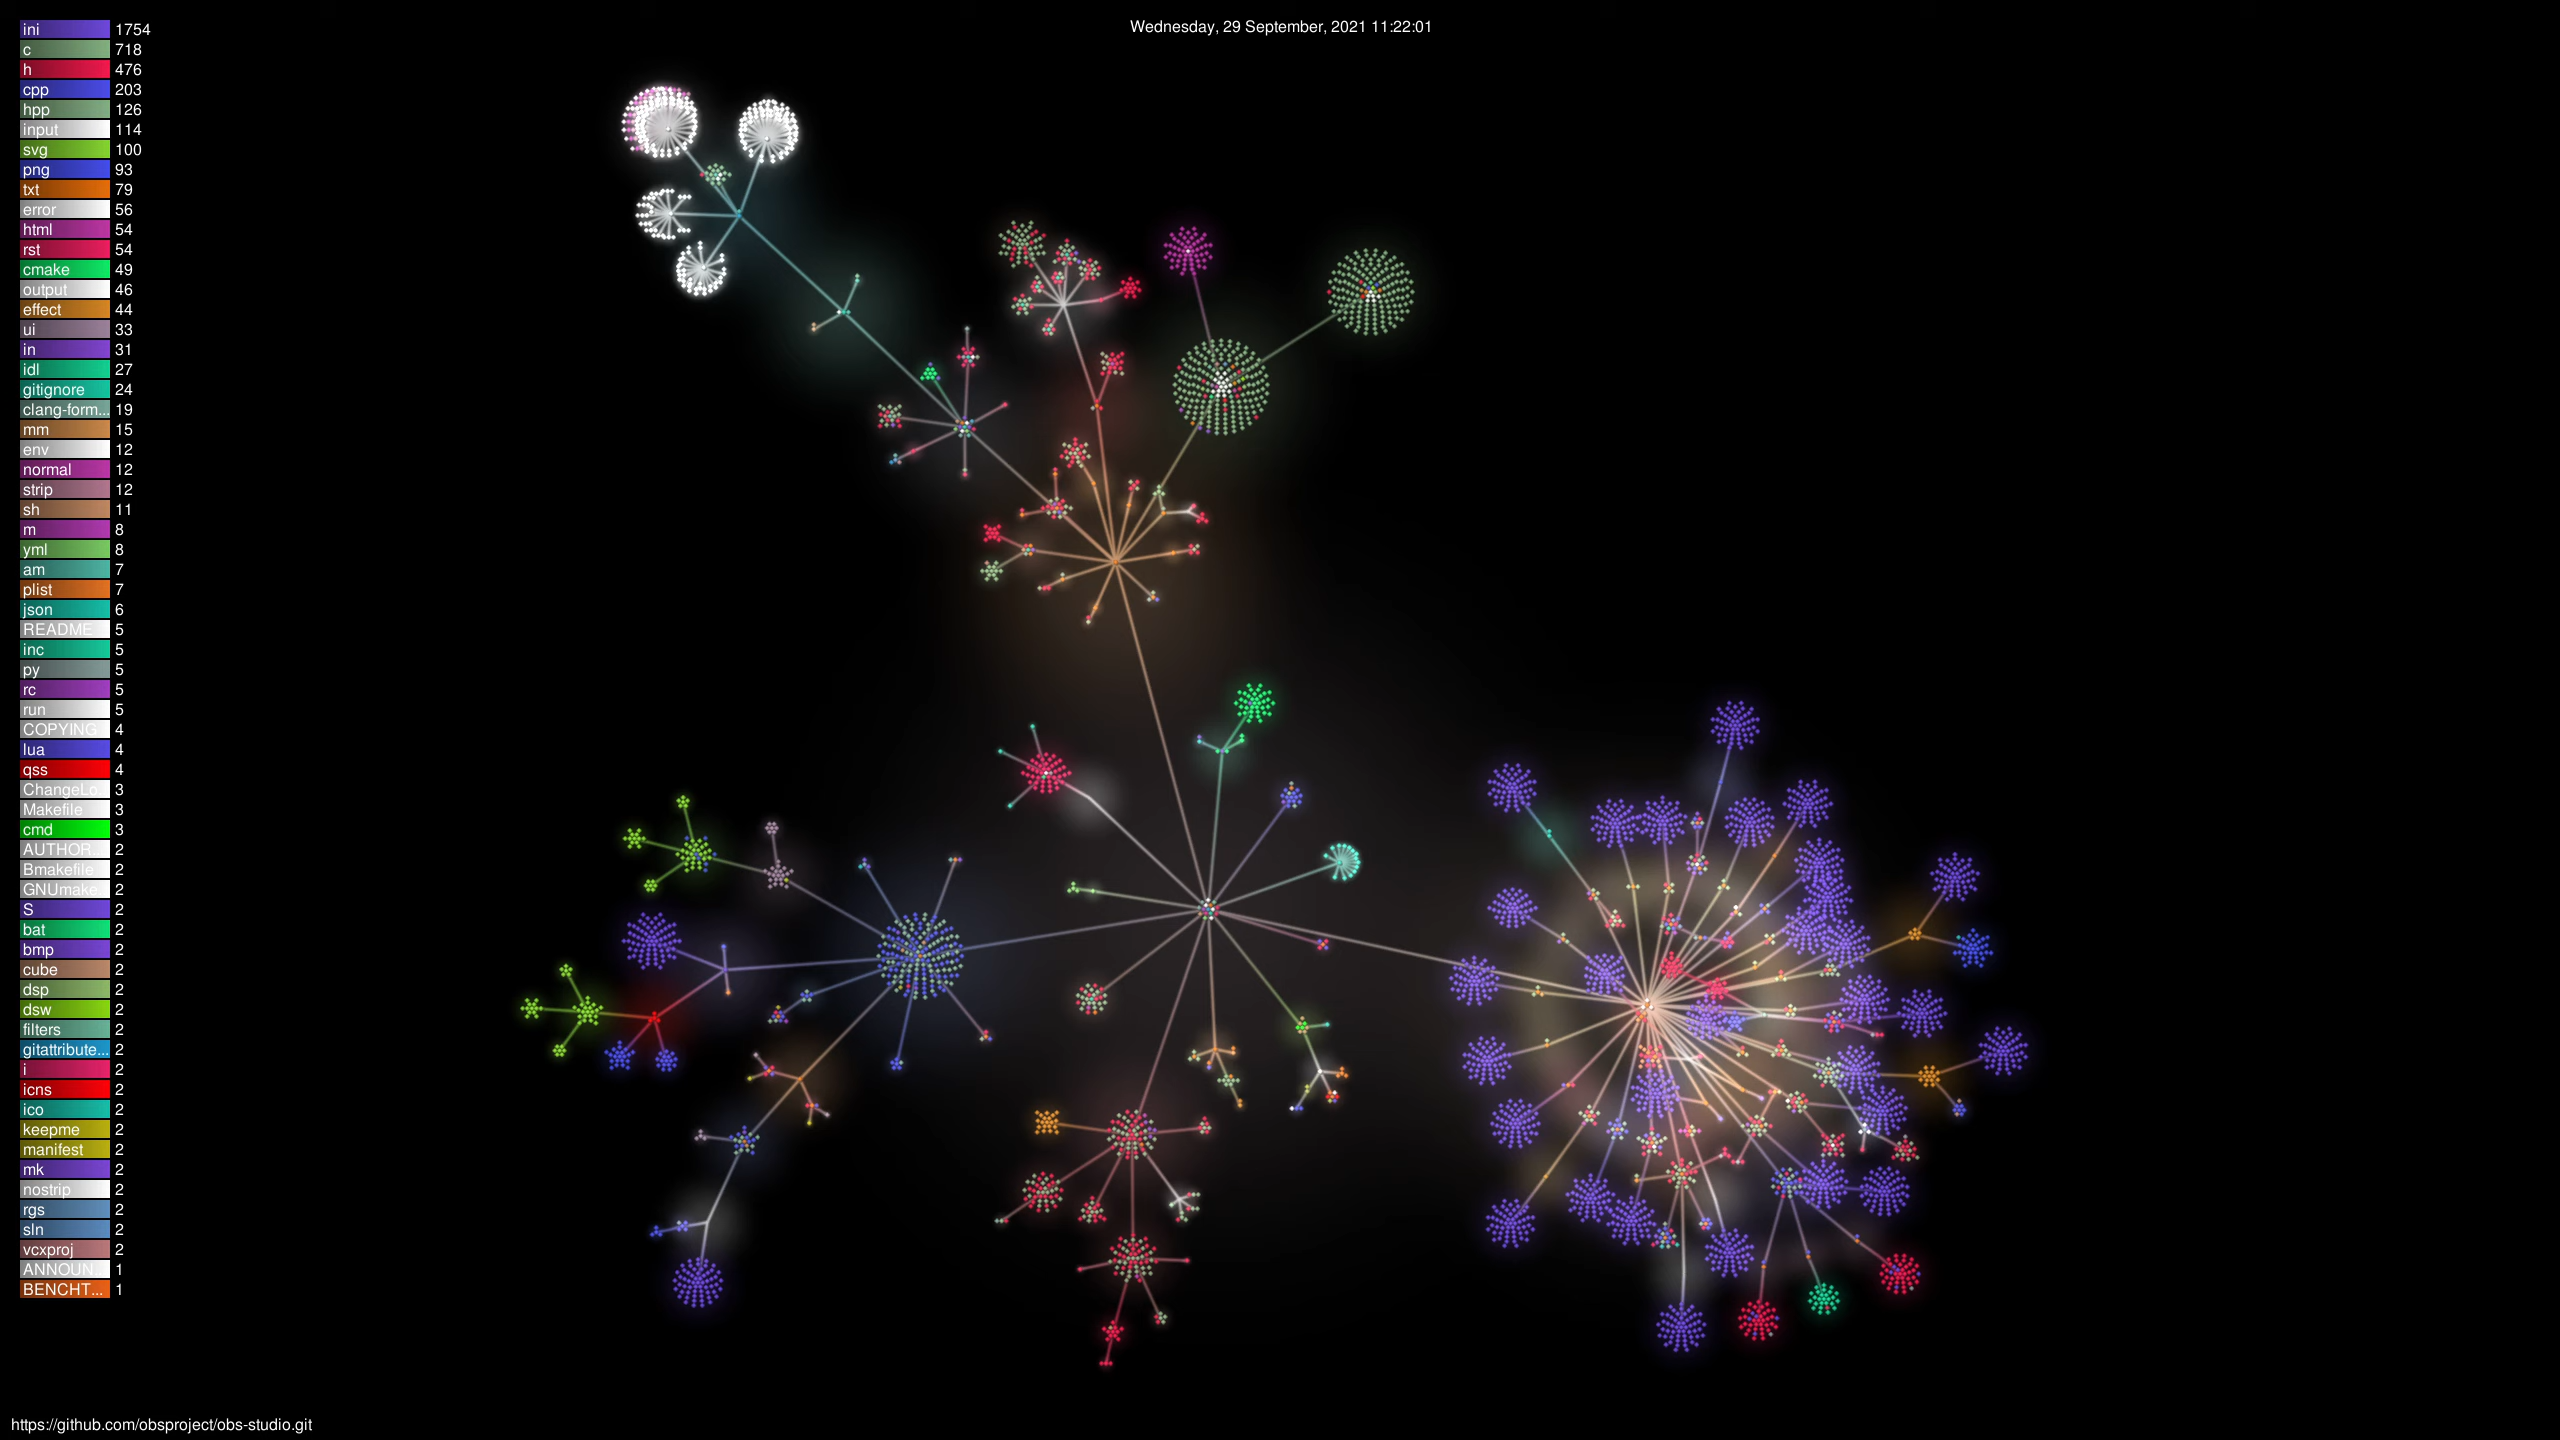 Wednesday, 29 September, 2021 11:22:01
ini 1754
c 718
h 476
cpp 203
hpp 126
input 114
svg 100
png 93
txt 79
error 56
html 54
rst 54
cmake 49
output 46
effect 44
ui 33
in 31
idl 27
gitignore 24
clang-form... 19
mm 15
env 12
normal 12
strip 12
sh 11
m 8
yml 8
am 7
plist 7
json 6
README 5
inc 5
py 5
rc 5
run 5
COPYING 4
lua 4
qss 4
ChangeLo 3
Makefile 3
cmd 3
AUTHOR 2
Bmakefile 2
GNUmake 2
S 2
bat 2
bmp 2
cube 2
dsp 2
dsw 2
filters 2
gitattribute... 2
i 2
icns 2
ico 2
keepme 2
manifest 2
mk 2
nostrip 2
rgs 2
sln 2
vcxproj 2
ANNOUN 1
BENCHT... 1
https://github.com/obsproject/obs-studio.git